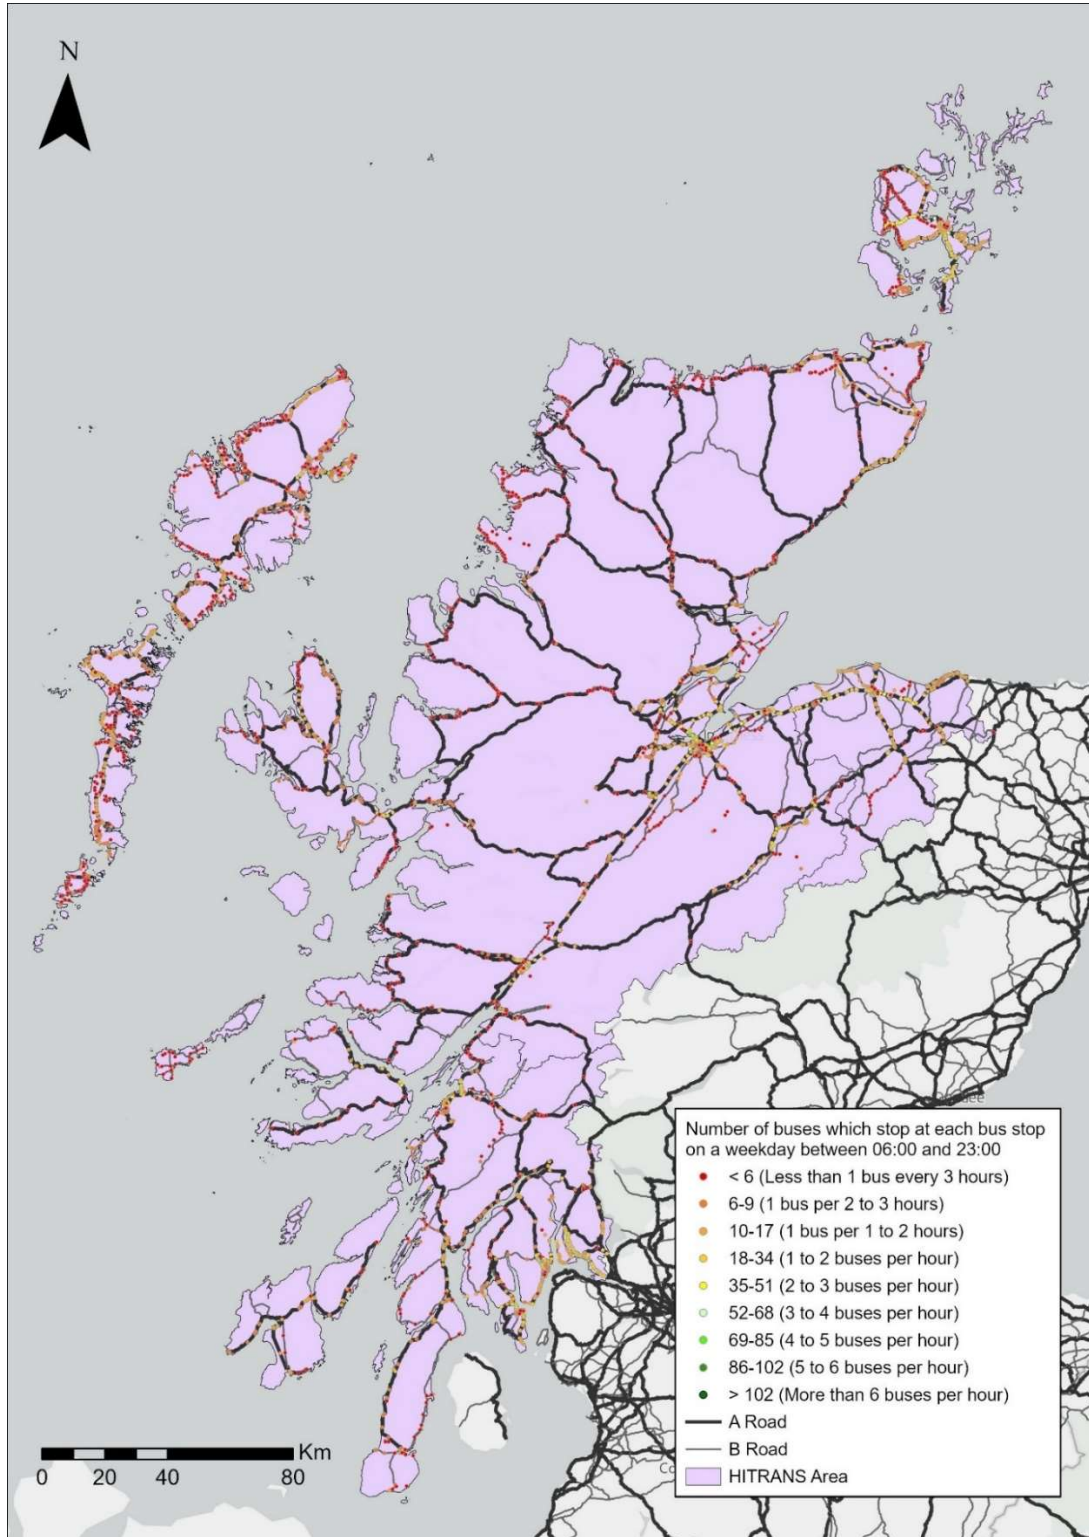 N
Number of buses which stop at each bus stop
on a weekday between 06:00 and 23:00
< 6 (Less than 1 bus every 3 hours)
6-9 (1 bus per 2 to 3 hours)
10-17 (1 bus per 1 to 2 hours)
18-34 (1 to 2 buses per hour)
35-51 (2 to 3 buses per hour)
52-68 (3 to 4 buses per hour)
69-85 (4 to 5 buses per hour)
86-102 (5 to 6 buses per hour)
> 102 (More than 6 buses per hour)
A Road
B Road
HITRANS Area
Km
0 20 40 80